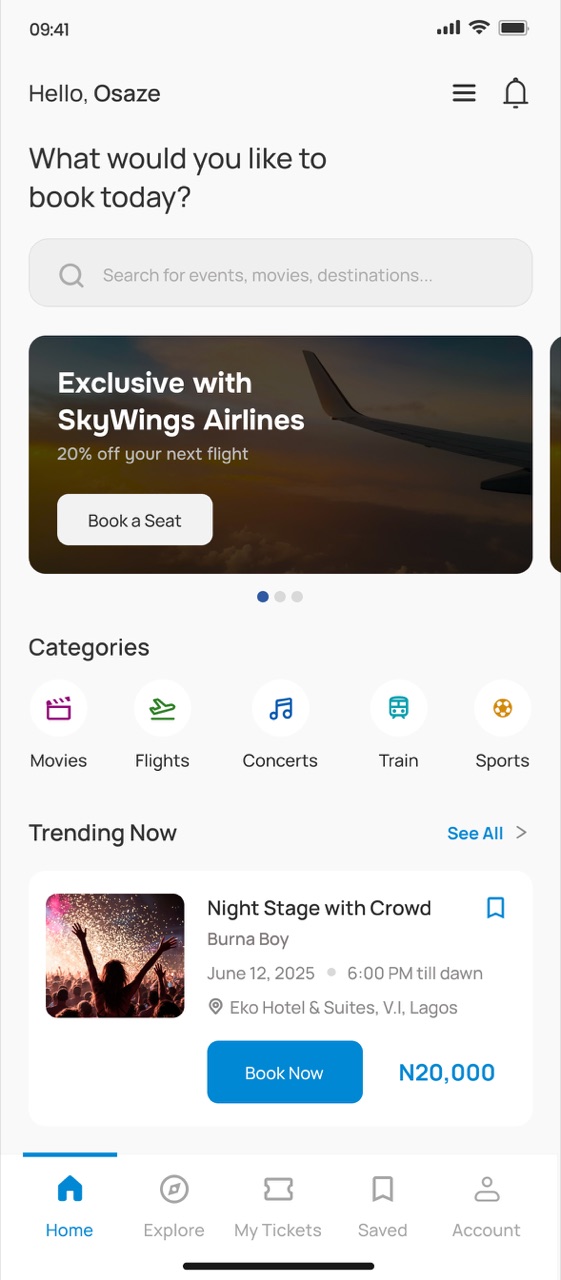 09:41
Hello, Osaze
What would you like to
book today?
Search for events, movies, destinations...
Exclusive with
SkyWings Airlines
20% off your next flight
Book a Seat
Categories
Movies
Flights
Concerts
Train
Sports
Trending Now
See All
Night Stage with Crowd
Burna Boy
June 12, 2025
6:00 PM till dawn
Eko Hotel & Suites, V.I, Lagos
Book Now
N20,000
Home
Explore
My Tickets
Saved
Account